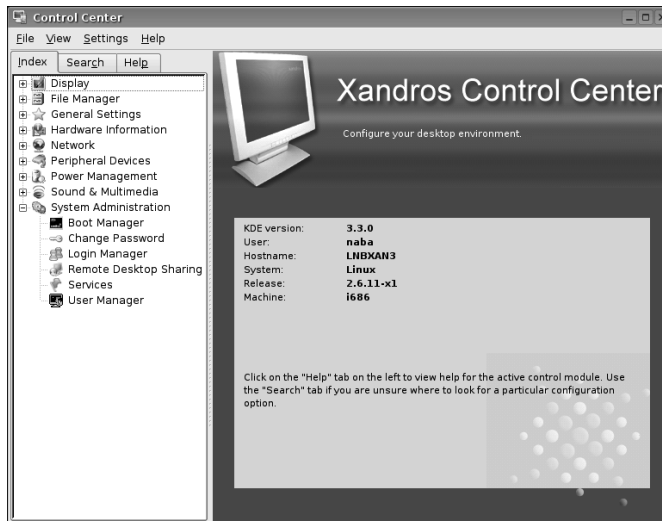 Control Center
File View Settings Help
Index Search Help
Display
File Manager
General Settings
Hardware Information
Network
Peripheral Devices
Power Management
Sound & Multimedia
System Administration
Boot Manager
Change Password
Login Manager
Remote Desktop Sharing
Services
User Manager
Xandros Control Center
Configure your desktop environment.
KDE version: 3.3.0
User: naba
Hostname: LNBXAN3
System: Linux
Release: 2.6.11-x1
Machine: i686
Click on the "Help" tab on the left to view help for the active control module. Use
the "Search" tab if you are unsure where to look for a particular configuration
option.